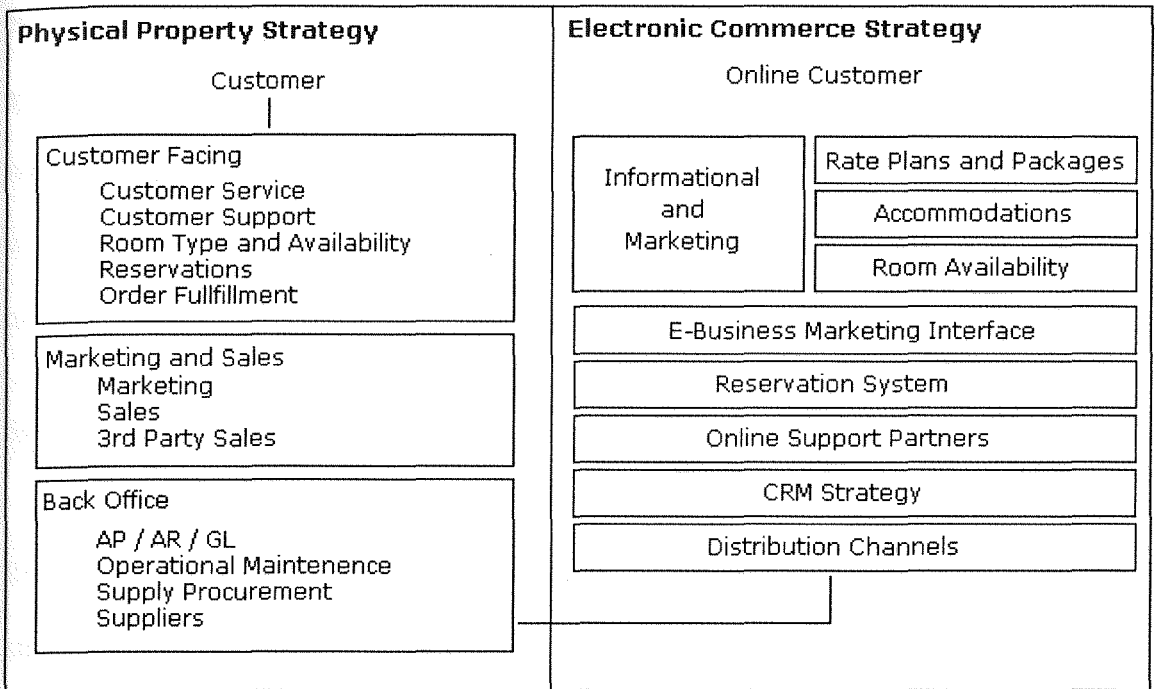 Physical Property Strategy
Customer
Customer Facing
Customer Service
Customer Support
Room Type and Availability
Reservations
Order Fullfillment
Marketing and Sales
Marketing
Sales
3rd Party Sales
Back Office
AP / AR / GL
Operational Maintenence
Supply Procurement
Suppliers
Electronic Commerce Strategy
Online Customer
Informational
and
Marketing
Rate Plans and Packages
Accommodations
Room Availability
E-Business Marketing Interface
Reservation System
Online Support Partners
CRM Strategy
Distribution Channels